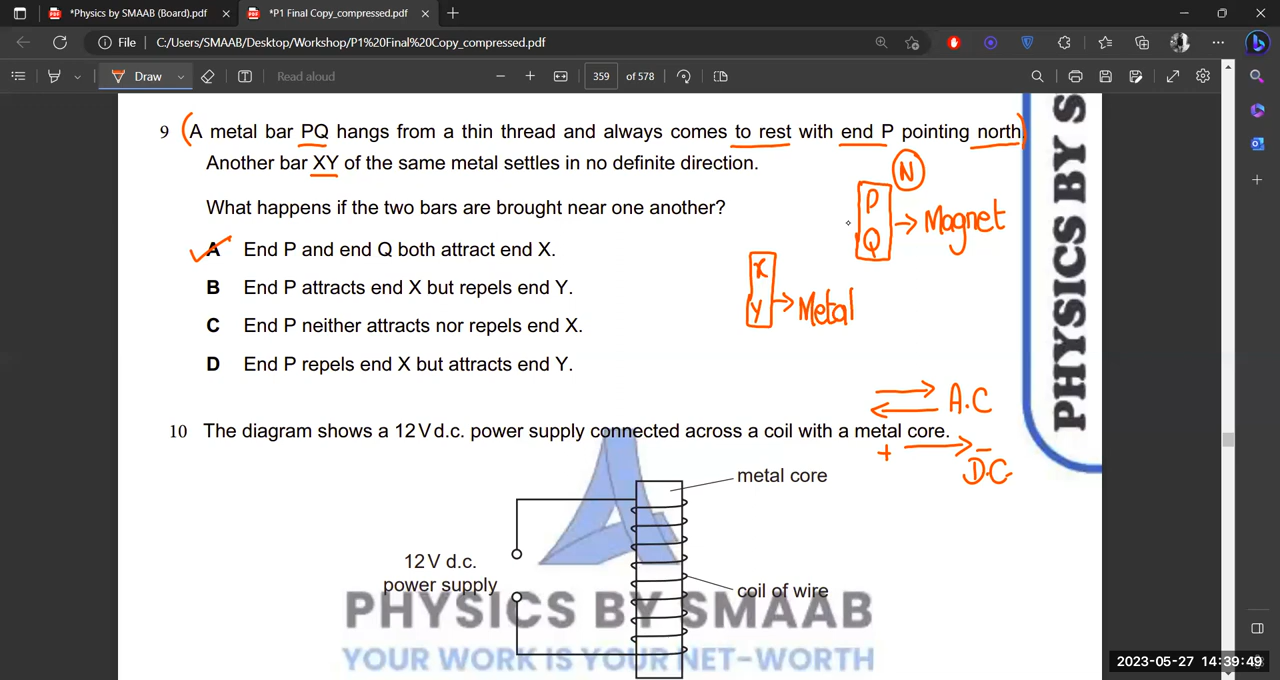 *Physics by SMAAB (Board).pdf
*P1 Final Copy_compressed.pdf
File
C:/Users/SMAAB/Desktop/Workshop/P1%20Final%20Copy_compressed.pdf
Draw
Read aloud
359
of 578
9 A metal bar PQ hangs from a thin thread and always comes to rest with end P pointing north.
Another bar XY of the same metal settles in no definite direction.
N
What happens if the two bars are brought near one another?
P
Q
Magnet
A End P and end Q both attract end X.
X
Y
Metal
B End P attracts end X but repels end Y.
C End P neither attracts nor repels end X.
D End P repels end X but attracts end Y.
A.C
10 The diagram shows a 12 V d.c. power supply connected across a coil with a metal core.
+ −
D.C
metal core
12 V d.c.
power supply
coil of wire
PHYSICS BY SMAAB
YOUR WORK IS YOUR NET-WORTH
PHYSICS BY S
2023-05-27 14:39:49